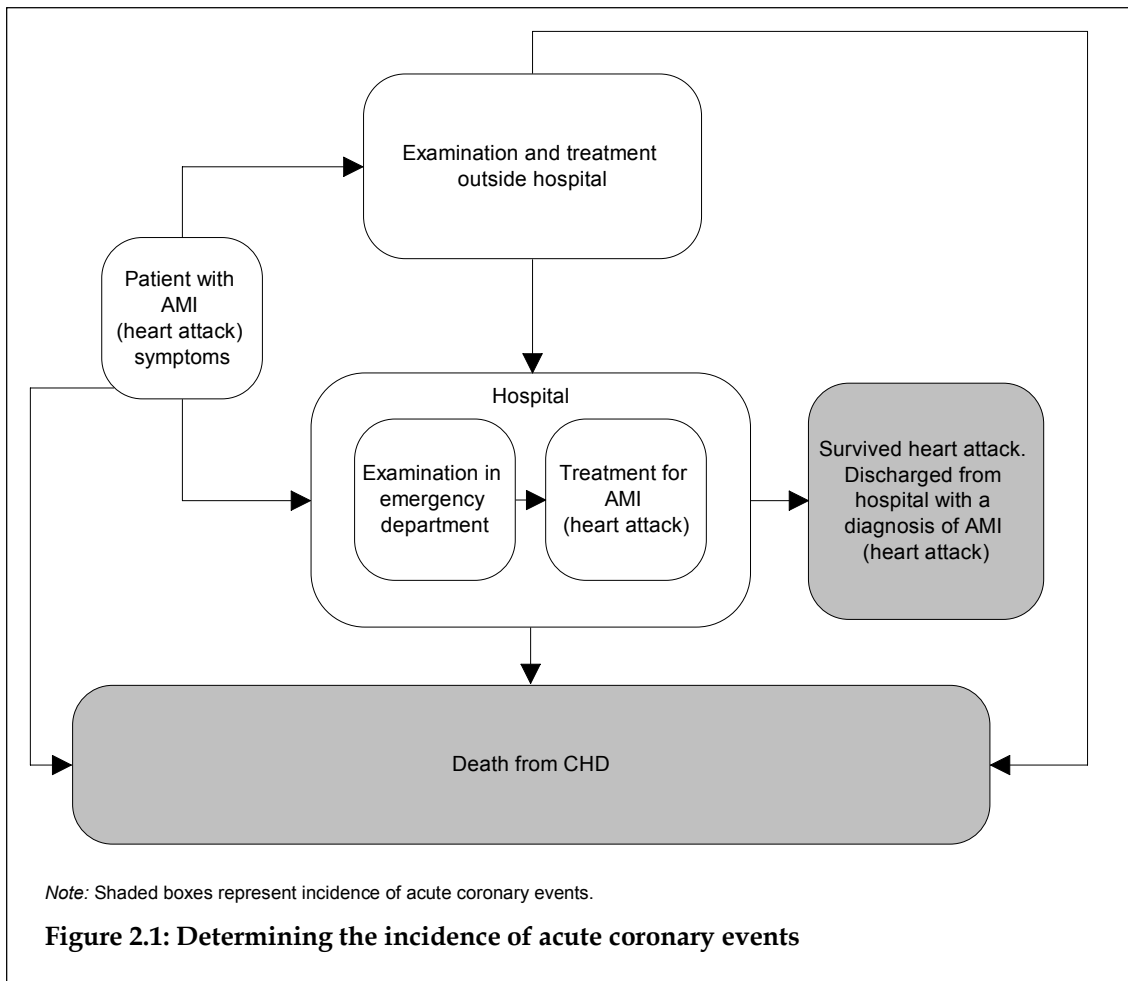 Examination and treatment
outside hospital
Patient with
AMI
(heart attack)
symptoms
Hospital
Examination in
emergency
department
Treatment for
AMI
(heart attack)
Survived heart attack.
Discharged from
hospital with a
diagnosis of AMI
(heart attack)
Death from CHD
Note: Shaded boxes represent incidence of acute coronary events.
Figure 2.1: Determining the incidence of acute coronary events